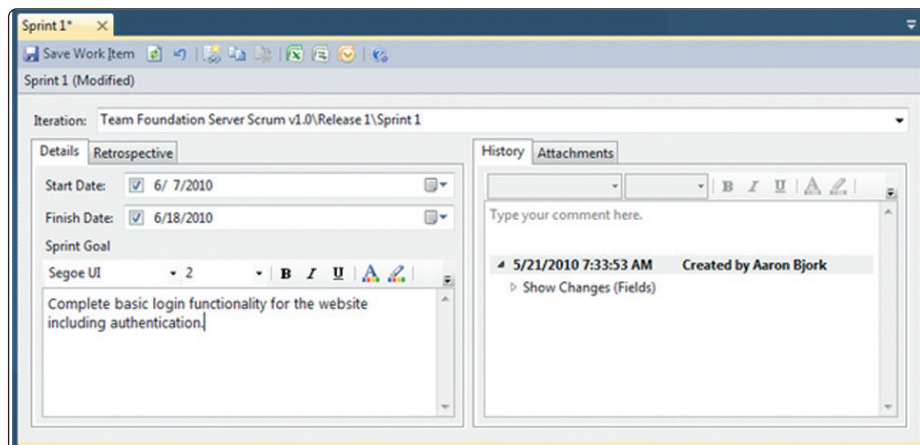 Sprint 1*
Save Work Item
Sprint 1 (Modified)
Iteration: Team Foundation Server Scrum v1.0\Release 1\Sprint 1
Details Retrospective
Start Date: 6/ 7/2010
Finish Date: 6/18/2010
Sprint Goal
Segoe UI 2 B I U A
Complete basic login functionality for the website
including authentication.
History Attachments
B I U A
Type your comment here.
5/21/2010 7:33:53 AM Created by Aaron Bjork
Show Changes (Fields)